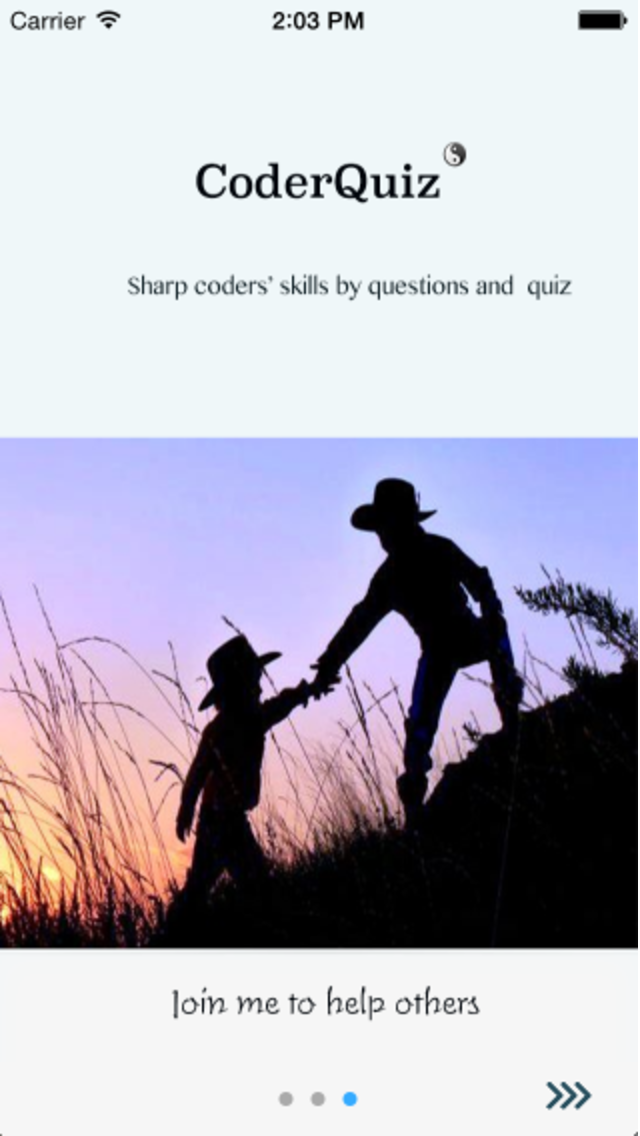 Carrier 2:03 PM
CoderQuiz
Sharp coders' skills by questions and quiz
Join me to help others